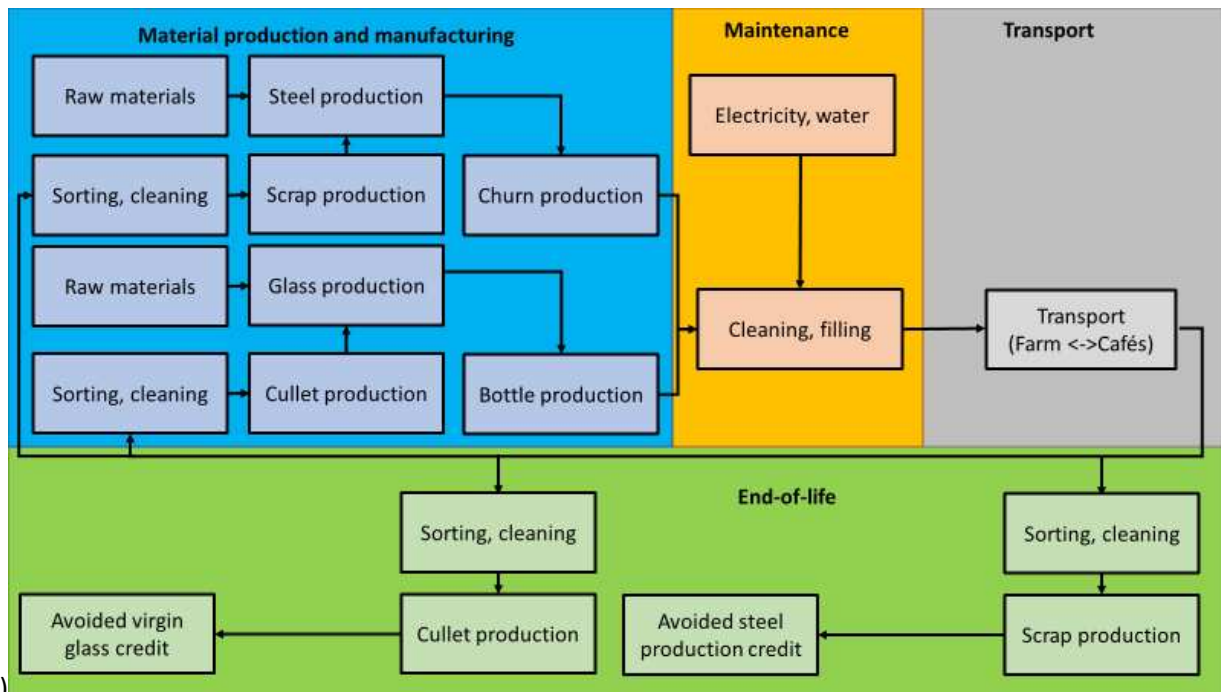 Material production and manufacturing
Maintenance
Transport
Raw materials
Steel production
Electricity, water
Sorting, cleaning
Scrap production
Churn production
Raw materials
Glass production
Cleaning, filling
Transport
(Farm <->Cafés)
Sorting, cleaning
Cullet production
Bottle production
End-of-life
Sorting, cleaning
Sorting, cleaning
Avoided virgin
glass credit
Cullet production
Avoided steel
production credit
Scrap production
)